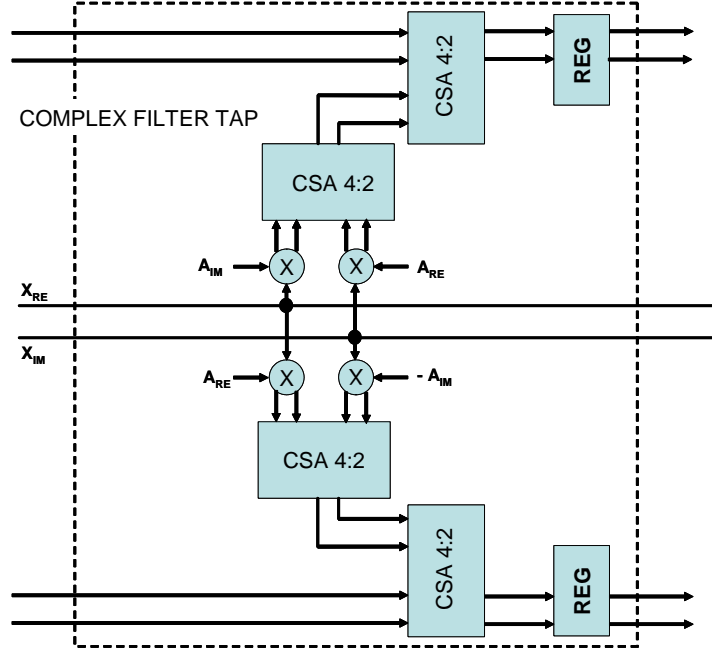 CSA 4:2
REG
COMPLEX FILTER TAP
CSA 4:2
A_IM
X
X
A_RE
X_RE
X_IM
A_RE
X
X
- A_IM
CSA 4:2
CSA 4:2
REG